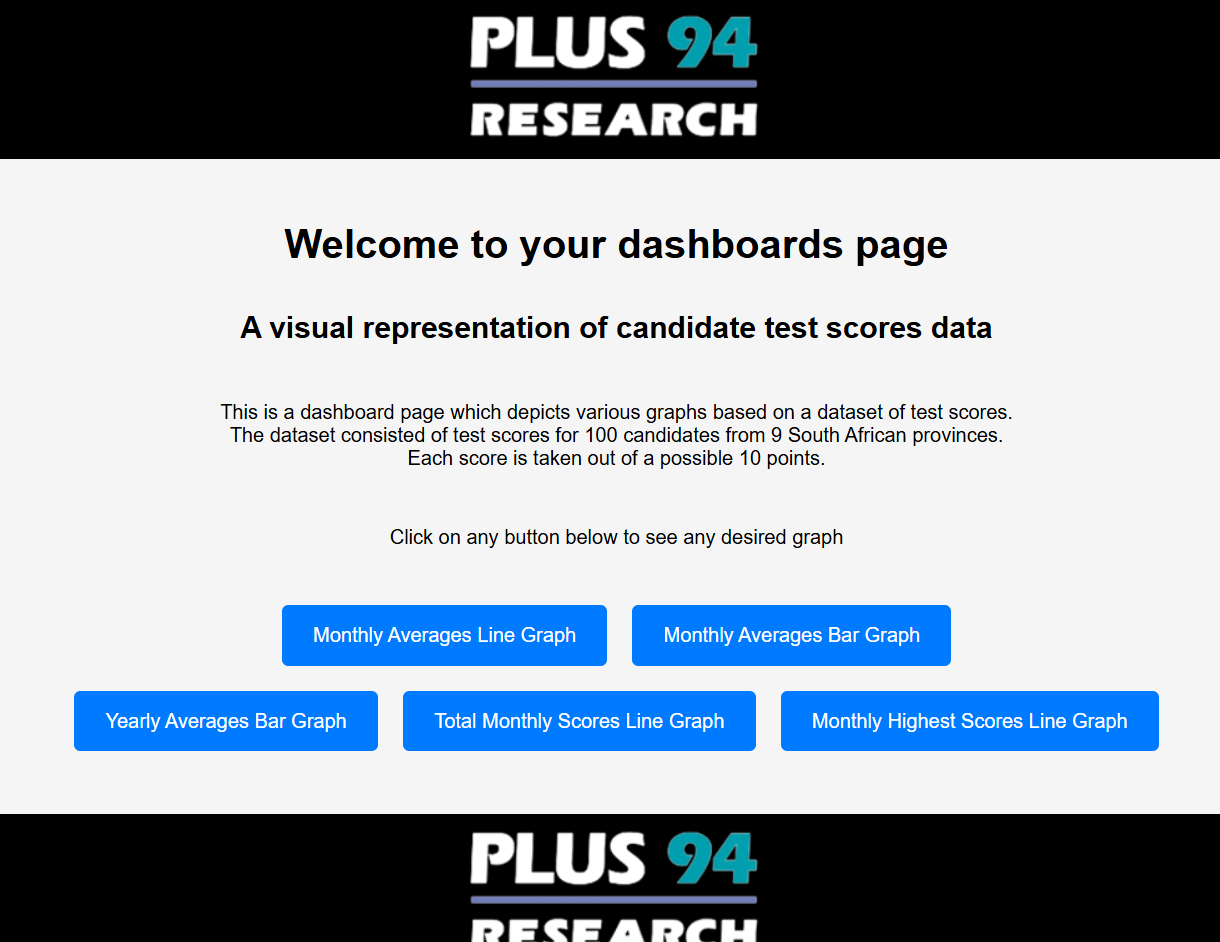 PLUS 94
RESEARCH
Welcome to your dashboards page
A visual representation of candidate test scores data
This is a dashboard page which depicts various graphs based on a dataset of test scores.
The dataset consisted of test scores for 100 candidates from 9 South African provinces.
Each score is taken out of a possible 10 points.
Click on any button below to see any desired graph
Monthly Averages Line Graph
Monthly Averages Bar Graph
Yearly Averages Bar Graph
Total Monthly Scores Line Graph
Monthly Highest Scores Line Graph
PLUS 94
RESEARCH